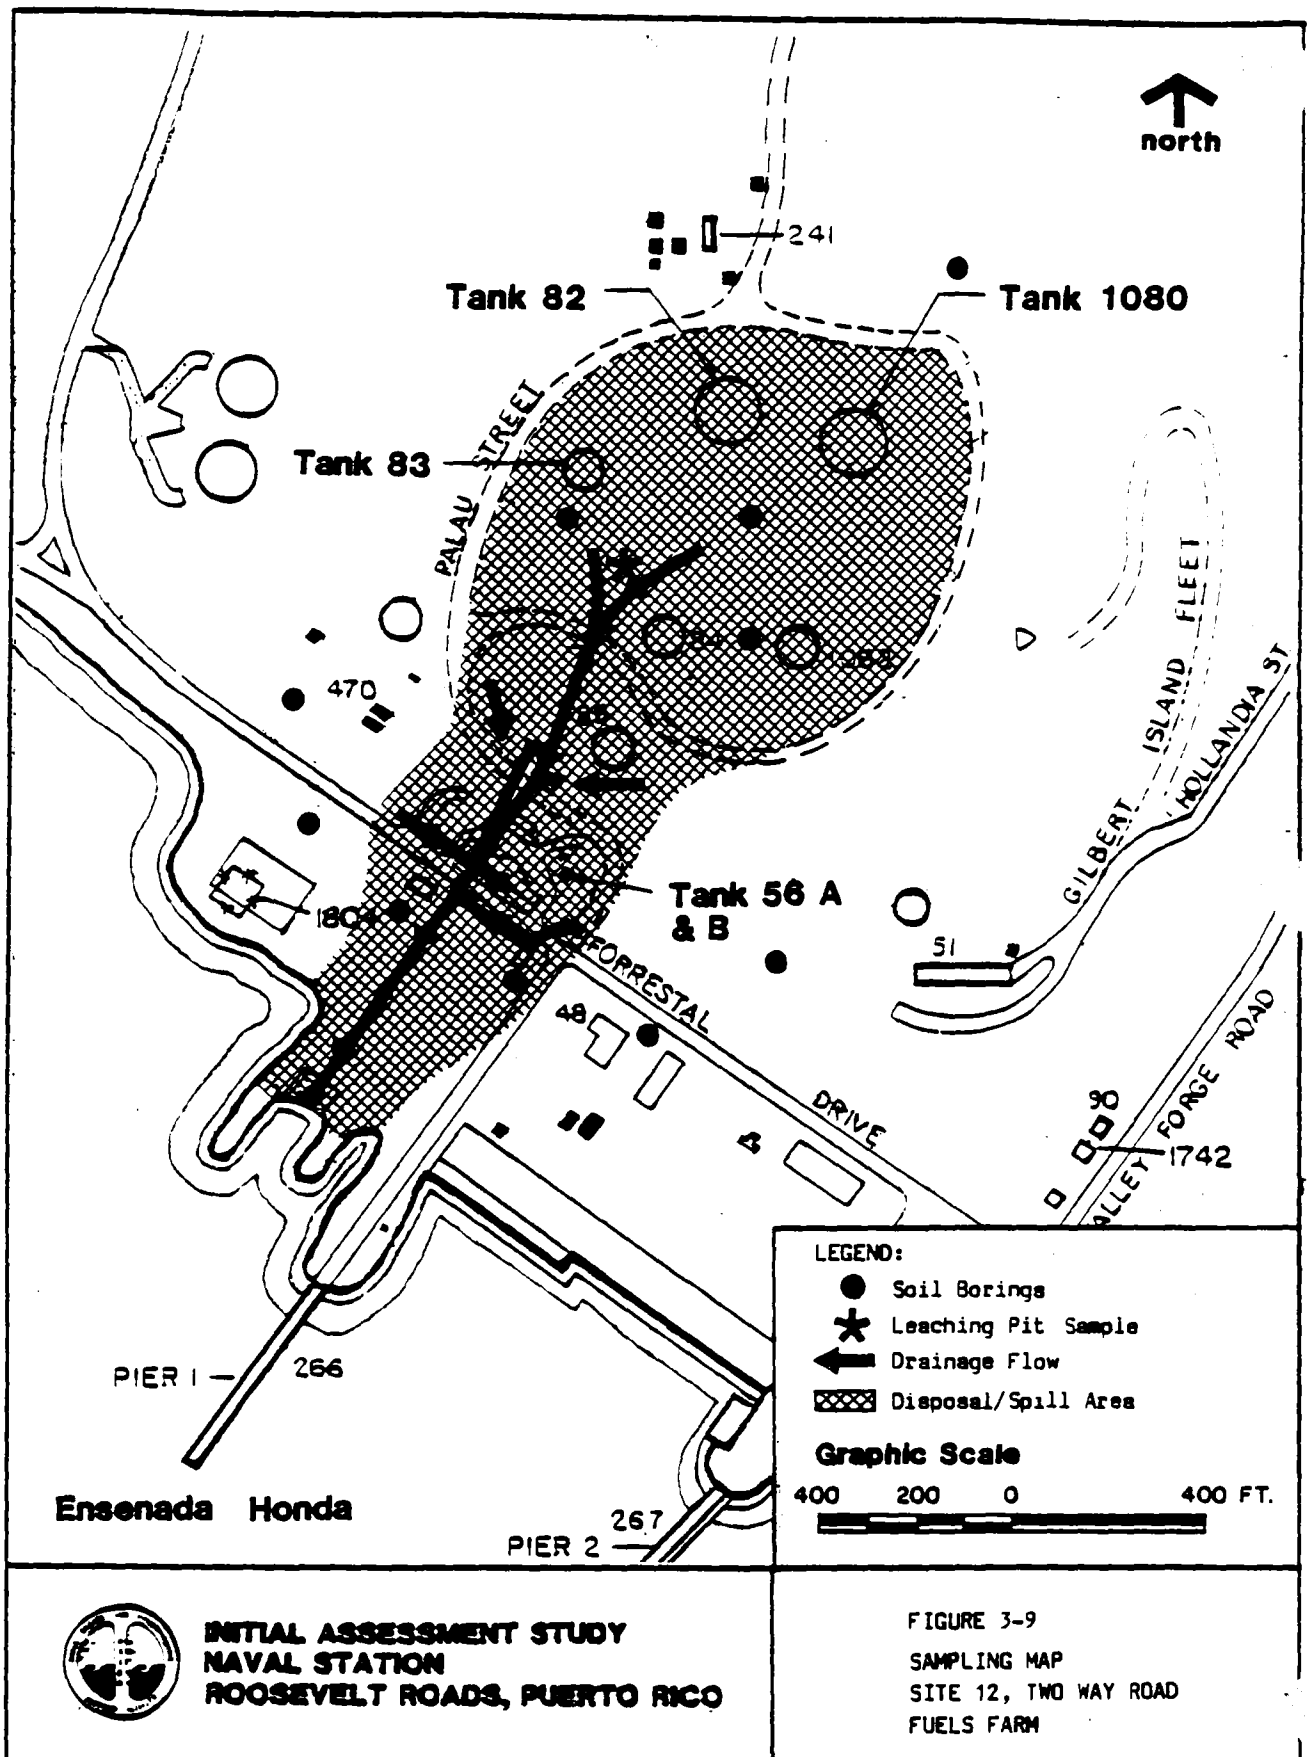 north
241
Tank 82
Tank 1080
PALAU STREET
Tank 83
GILBERT ISLAND FLEET
HOLLANDIA ST
470
Tank 56 A
& B
1804
51
FORRESTAL DRIVE
48
90
1742
FORGE ROAD
PIER 1
266
Ensenada Honda
267
PIER 2
LEGEND:
Soil Borings
Leaching Pit Sample
Drainage Flow
Disposal/Spill Area
Graphic Scale
400 200 0 400 FT.
INITIAL ASSESSMENT STUDY
NAVAL STATION
ROOSEVELT ROADS, PUERTO RICO
FIGURE 3-9
SAMPLING MAP
SITE 12, TWO WAY ROAD
FUELS FARM